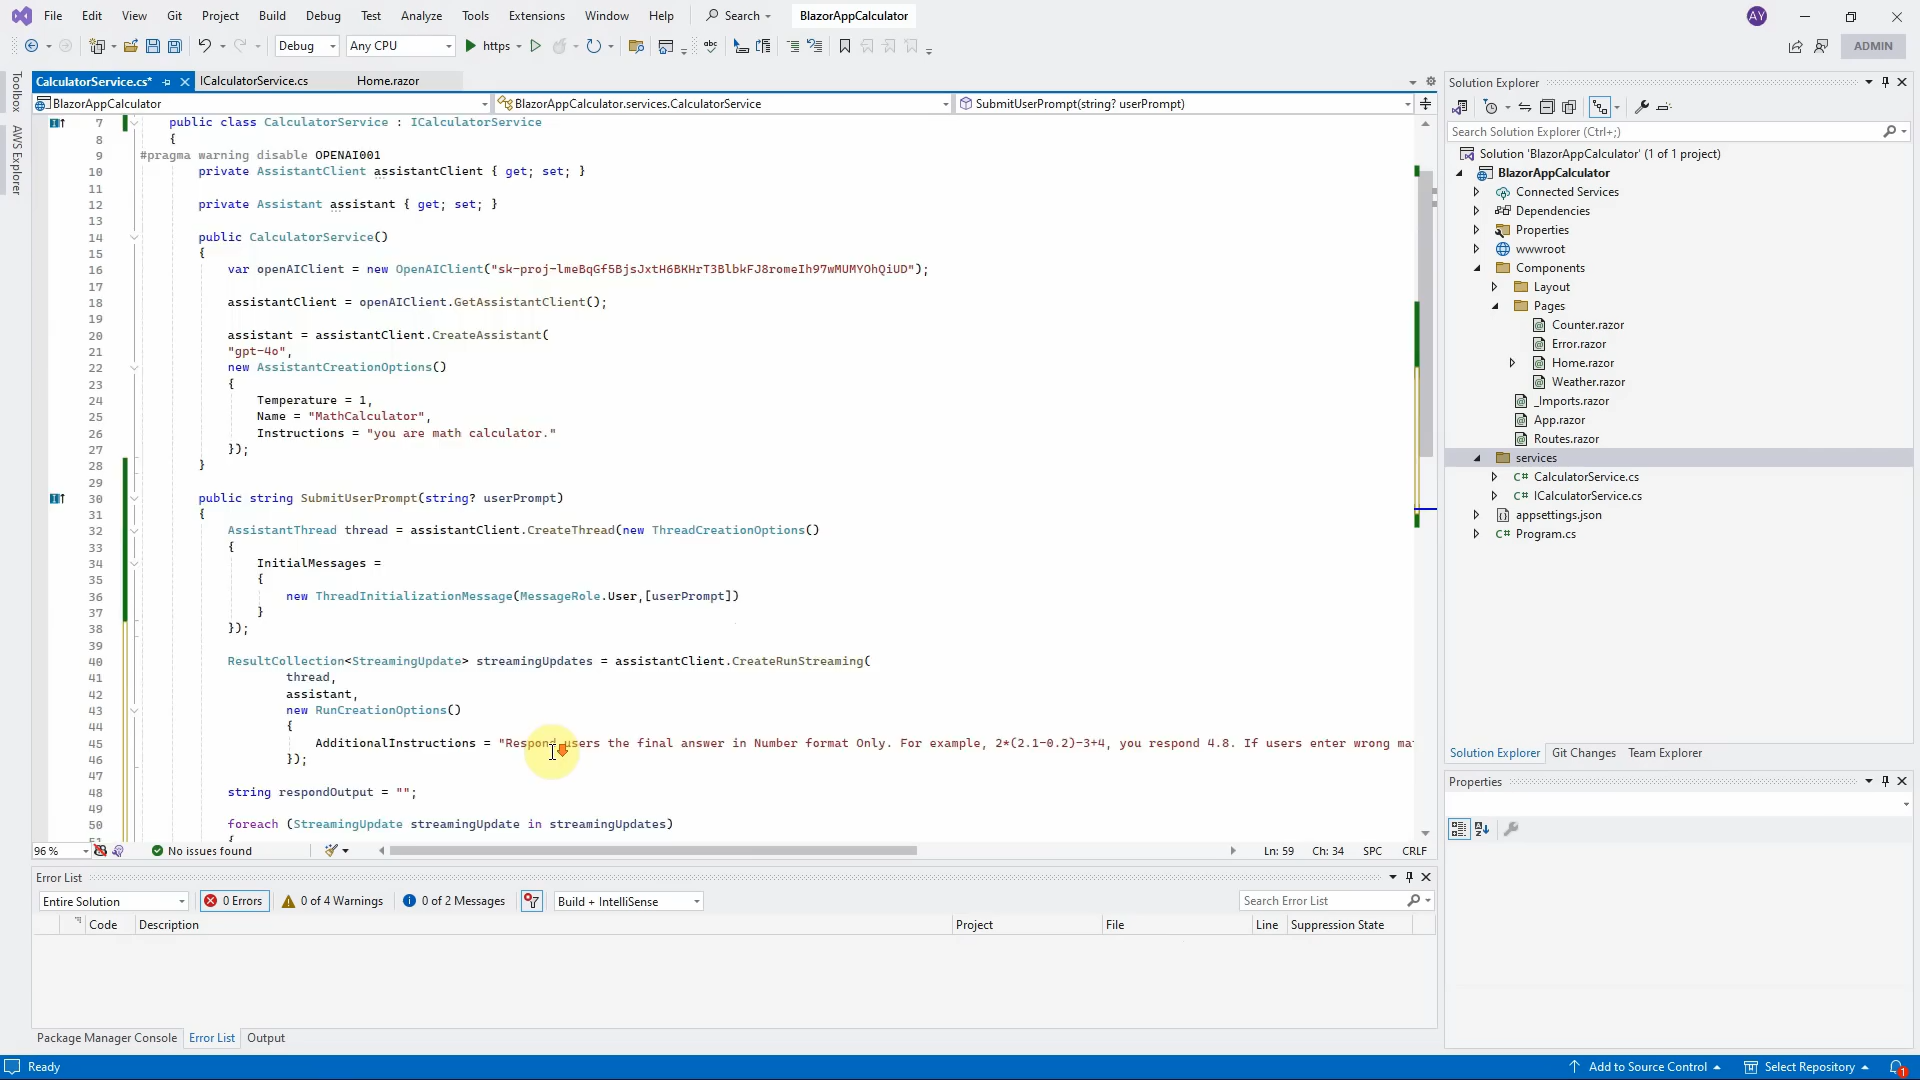 File Edit View Git Project Build Debug Test Analyze Tools Extensions Window Help Search BlazorAppCalculator AY
Debug Any CPU https ADMIN
CalculatorService.cs* ICalculatorService.cs Home.razor
BlazorAppCalculator BlazorAppCalculator.services.CalculatorService SubmitUserPrompt(string? userPrompt)
Toolbox
AWS Explorer
7 public class CalculatorService : ICalculatorService
8 {
9 #pragma warning disable OPENAI001
10 private AssistantClient assistantClient { get; set; }
11
12 private Assistant assistant { get; set; }
13
14 public CalculatorService()
15 {
16 var openAIClient = new OpenAIClient("sk-proj-lmeBqGf5BjsJxtH6BKHrT3BlbkFJ8romeIh97wMUMYOhQiUD");
17
18 assistantClient = openAIClient.GetAssistantClient();
19
20 assistant = assistantClient.CreateAssistant(
21 "gpt-4o",
22 new AssistantCreationOptions()
23 {
24 Temperature = 1,
25 Name = "MathCalculator",
26 Instructions = "you are math calculator."
27 });
28 }
29
30 public string SubmitUserPrompt(string? userPrompt)
31 {
32 AssistantThread thread = assistantClient.CreateThread(new ThreadCreationOptions()
33 {
34 InitialMessages =
35 {
36 new ThreadInitializationMessage(MessageRole.User,[userPrompt])
37 }
38 });
39
40 ResultCollection<StreamingUpdate> streamingUpdates = assistantClient.CreateRunStreaming(
41 thread,
42 assistant,
43 new RunCreationOptions()
44 {
45 AdditionalInstructions = "Respond users the final answer in Number format Only. For example, 2*(2.1-0.2)-3+4, you respond 4.8. If users enter wrong ma
46 });
47
48 string respondOutput = "";
49
50 foreach (StreamingUpdate streamingUpdate in streamingUpdates)
51 {
96 % No issues found Ln: 59 Ch: 34 SPC CRLF
Error List
Entire Solution 0 Errors 0 of 4 Warnings 0 of 2 Messages Build + IntelliSense Search Error List
Code Description Project File Line Suppression State
Package Manager Console Error List Output
Solution Explorer
Search Solution Explorer (Ctrl+;)
Solution 'BlazorAppCalculator' (1 of 1 project)
BlazorAppCalculator
Connected Services
Dependencies
Properties
wwwroot
Components
Layout
Pages
Counter.razor
Error.razor
Home.razor
Weather.razor
_Imports.razor
App.razor
Routes.razor
services
C# CalculatorService.cs
C# ICalculatorService.cs
appsettings.json
C# Program.cs
Solution Explorer Git Changes Team Explorer
Properties
Ready Add to Source Control Select Repository 1